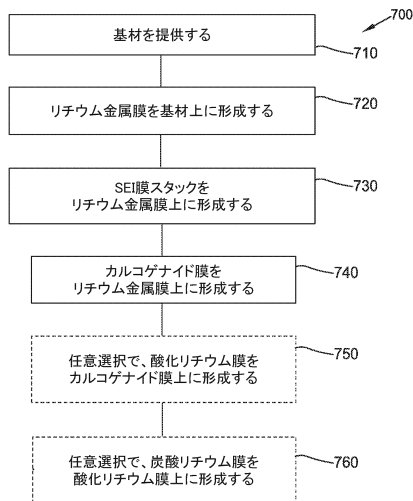 700
基材を提供する
710
リチウム金属膜を基材上に形成する
720
SEI膜スタックを
リチウム金属膜上に形成する
730
カルコゲナイド膜を
リチウム金属膜上に形成する
740
任意選択で、酸化リチウム膜を
カルコゲナイド膜上に形成する
750
任意選択で、炭酸リチウム膜を
酸化リチウム膜上に形成する
760